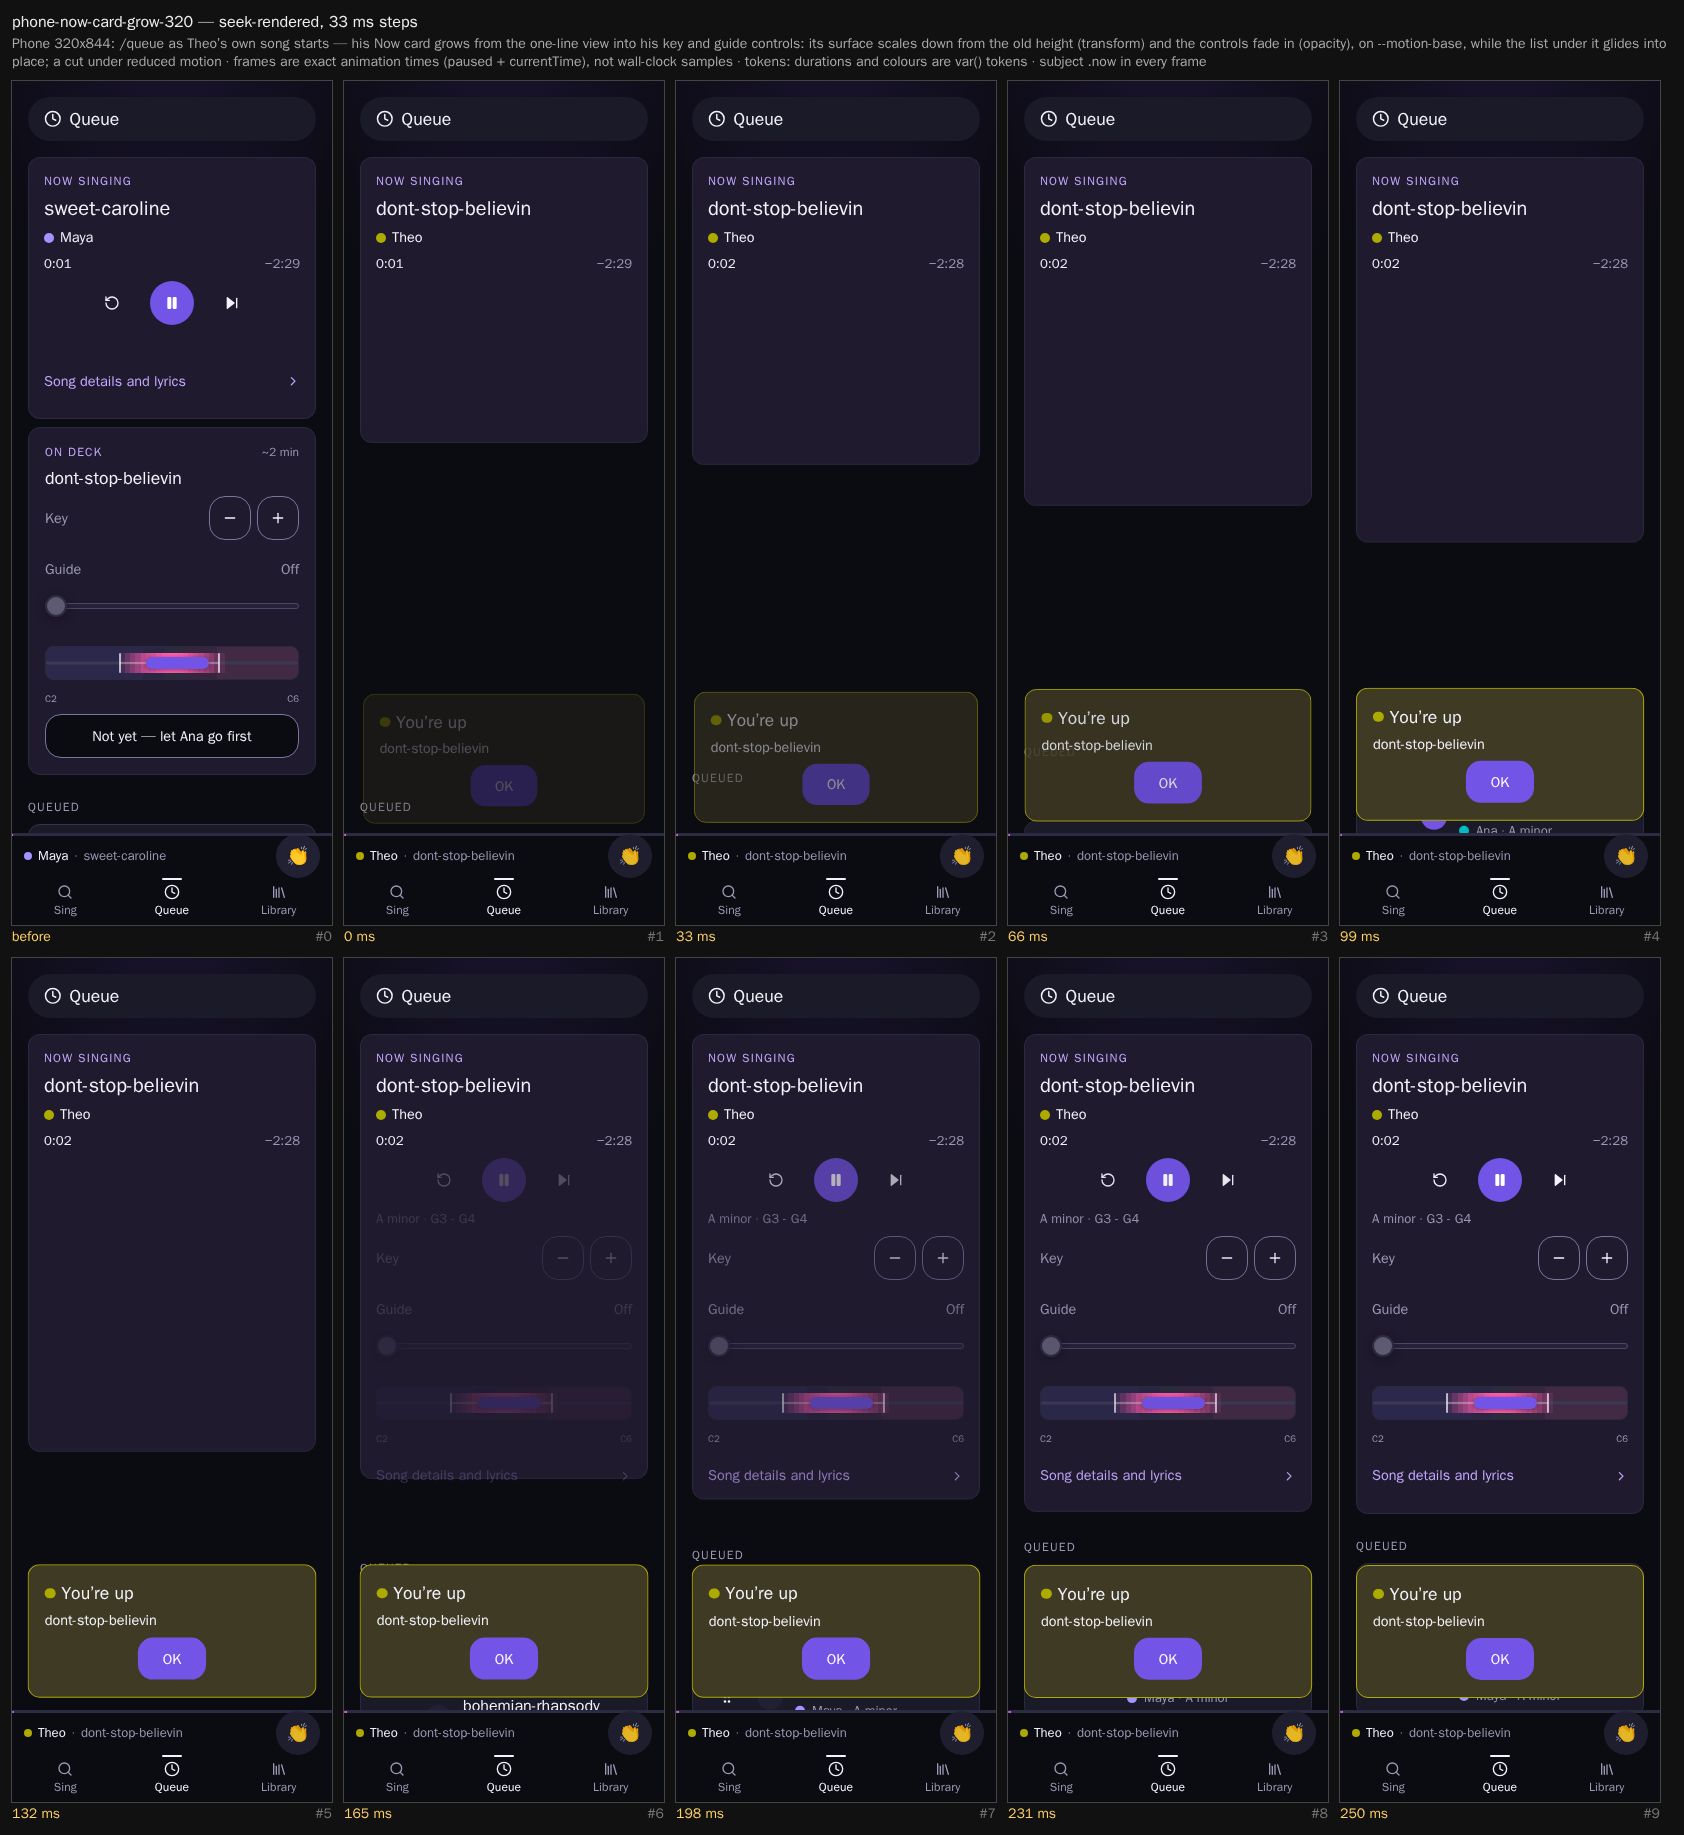 phone-now-card-grow-320 — seek-rendered, 33 ms steps
Phone 320x844: /queue as Theo's own song starts — his Now card grows from the one-line view into his key and guide controls: its surface scales down from the old height (transform) and the controls fade in (opacity), on --motion-base, while the list under it glides into
place; a cut under reduced motion · frames are exact animation times (paused + currentTime), not wall-clock samples · tokens: durations and colours are var() tokens · subject .now in every frame
Queue
NOW SINGING
sweet-caroline
Maya
0:01 −2:29
Song details and lyrics
ON DECK ~2 min
dont-stop-believin
Key
Guide Off
C2 C6
Not yet — let Ana go first
QUEUED
Maya · sweet-caroline
Sing Queue Library
before #0
Queue
NOW SINGING
dont-stop-believin
Theo
0:01 −2:29
You're up
dont-stop-believin
OK
QUEUED
Theo · dont-stop-believin
Sing Queue Library
0 ms #1
Queue
NOW SINGING
dont-stop-believin
Theo
0:02 −2:28
You're up
dont-stop-believin
QUEUED
OK
Theo · dont-stop-believin
Sing Queue Library
33 ms #2
Queue
NOW SINGING
dont-stop-believin
Theo
0:02 −2:28
You're up
dont-stop-believin
QUEUED
OK
Theo · dont-stop-believin
Sing Queue Library
66 ms #3
Queue
NOW SINGING
dont-stop-believin
Theo
0:02 −2:28
You're up
dont-stop-believin
OK
Ana · A minor
Theo · dont-stop-believin
Sing Queue Library
99 ms #4
Queue
NOW SINGING
dont-stop-believin
Theo
0:02 −2:28
You're up
dont-stop-believin
OK
Theo · dont-stop-believin
Sing Queue Library
132 ms #5
Queue
NOW SINGING
dont-stop-believin
Theo
0:02 −2:28
A minor · G3 - G4
Key
Guide Off
C2 C6
Song details and lyrics
You're up
dont-stop-believin
OK
bohemian-rhapsody
Theo · dont-stop-believin
Sing Queue Library
165 ms #6
Queue
NOW SINGING
dont-stop-believin
Theo
0:02 −2:28
A minor · G3 - G4
Key
Guide Off
C2 C6
Song details and lyrics
QUEUED
You're up
dont-stop-believin
OK
Maya · A minor
Theo · dont-stop-believin
Sing Queue Library
198 ms #7
Queue
NOW SINGING
dont-stop-believin
Theo
0:02 −2:28
A minor · G3 - G4
Key
Guide Off
C2 C6
Song details and lyrics
QUEUED
You're up
dont-stop-believin
OK
Maya · A minor
Theo · dont-stop-believin
Sing Queue Library
231 ms #8
Queue
NOW SINGING
dont-stop-believin
Theo
0:02 −2:28
A minor · G3 - G4
Key
Guide Off
C2 C6
Song details and lyrics
QUEUED
You're up
dont-stop-believin
OK
Maya · A minor
Theo · dont-stop-believin
Sing Queue Library
250 ms #9